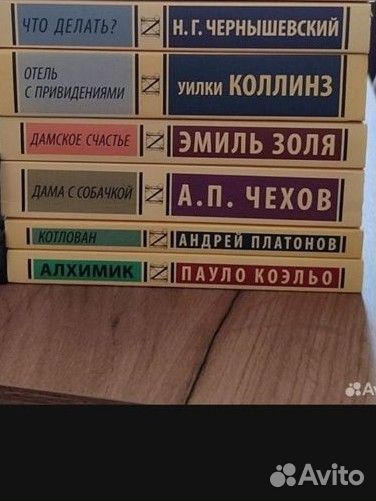 ЧТО ДЕЛАТЬ? Н. Г. ЧЕРНЫШЕВСКИЙ
ОТЕЛЬ
С ПРИВИДЕНИЯМИ УИЛКИ КОЛЛИНЗ
ДАМСКОЕ СЧАСТЬЕ ЭМИЛЬ ЗОЛЯ
ДАМА С СОБАЧКОЙ А. П. ЧЕХОВ
КОТЛОВАН АНДРЕЙ ПЛАТОНОВ
АЛХИМИК ПАУЛО КОЭЛЬО
Av
Avito